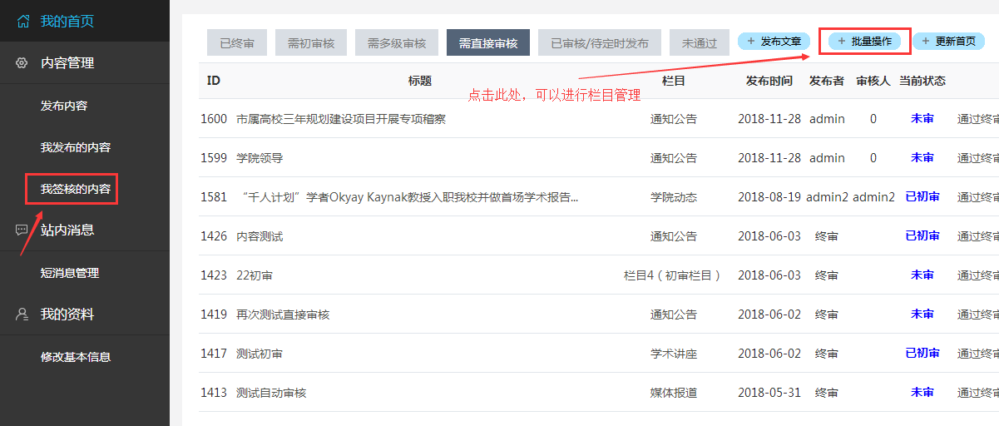 我的首页
内容管理
发布内容
我发布的内容
我签核的内容
站内消息
短消息管理
我的资料
修改基本信息
已终审 需初审核 需多级审核 需直接审核 已审核/待定时发布 未通过 + 发布文章 + 批量操作 + 更新首页
点击此处，可以进行栏目管理
ID 标题 栏目 发布时间 发布者 审核人 当前状态
1600 市属高校三年规划建设项目开展专项稽察 通知公告 2018-11-28 admin 0 未审 通过终审
1599 学院领导 通知公告 2018-11-28 admin 0 未审 通过终审
1581 “千人计划”学者Okyay Kaynak教授入职我校并做首场学术报告... 学院动态 2018-08-19 admin2 admin2 已初审 通过终审
1426 内容测试 通知公告 2018-06-03 终审 已初审 通过终审
1423 22初审 栏目4（初审栏目） 2018-06-03 终审 未审 通过终审
1419 再次测试直接审核 通知公告 2018-06-02 终审 未审 通过终审
1417 测试初审 学术讲座 2018-06-02 终审 已初审 通过终审
1413 测试自动审核 媒体报道 2018-05-31 终审 未审 通过终审